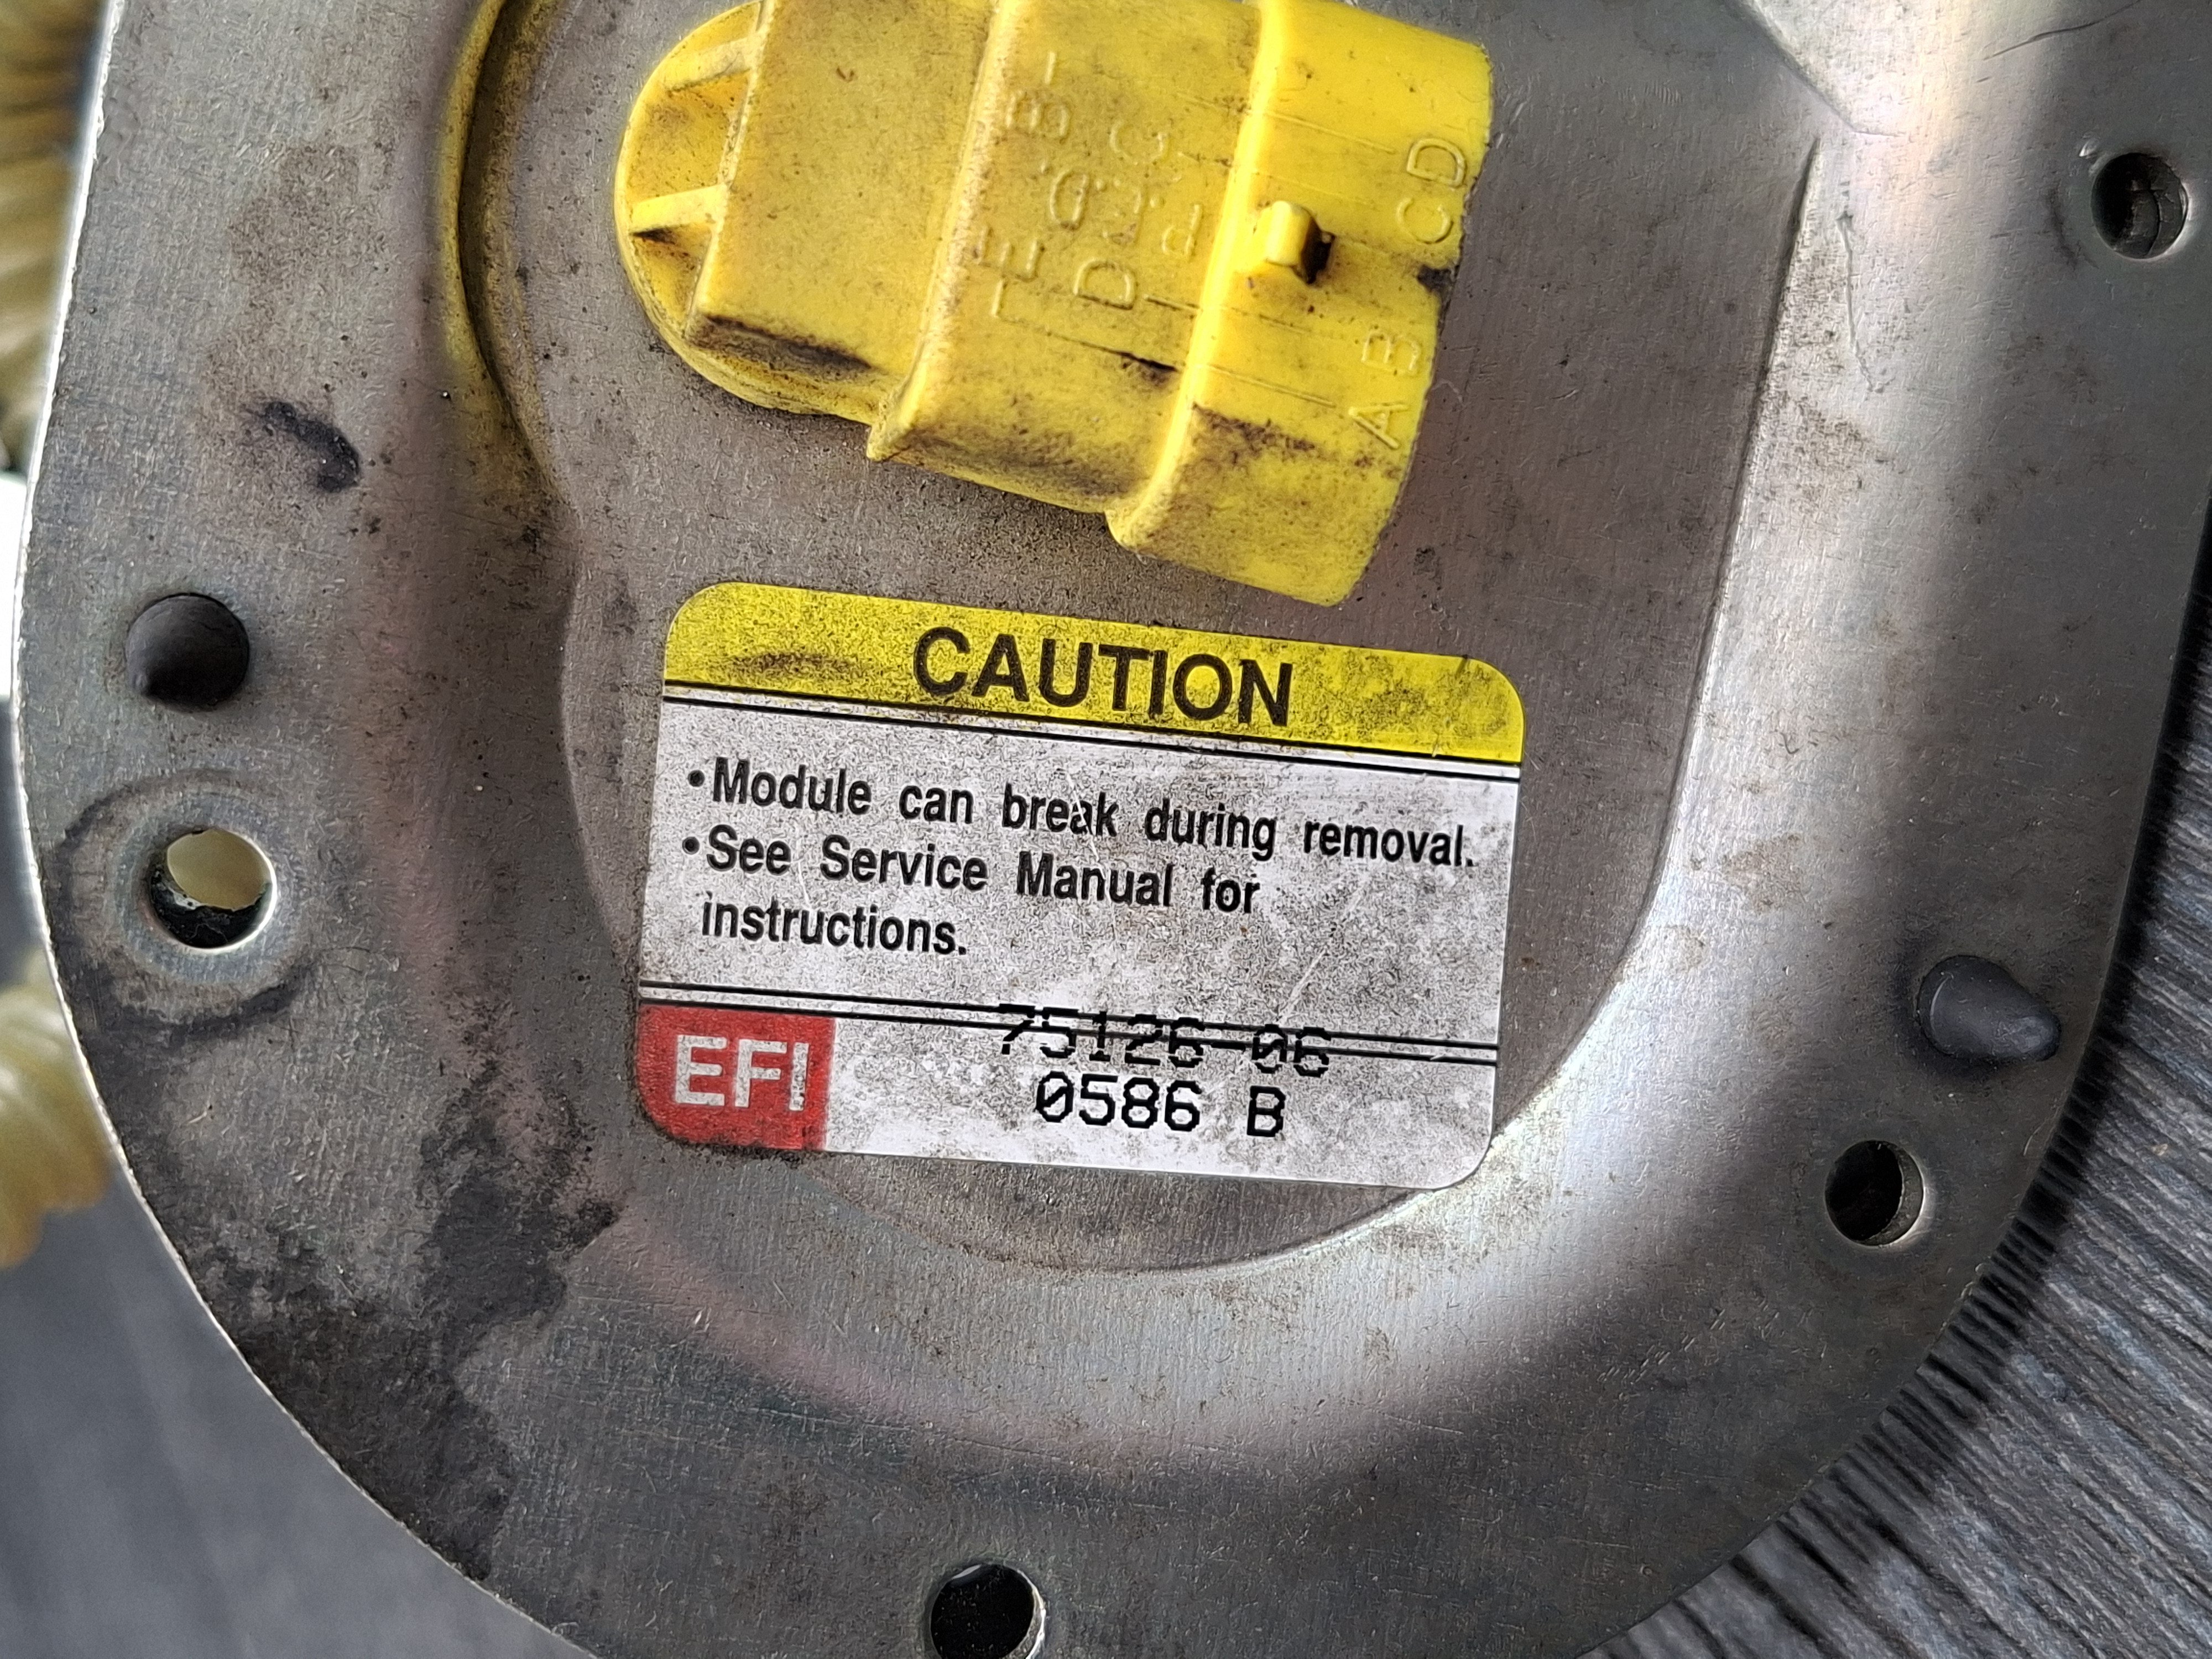 A B C D
CAUTION
•Module can break during removal.
•See Service Manual for
instructions.
75126-06
EFI
0586 B